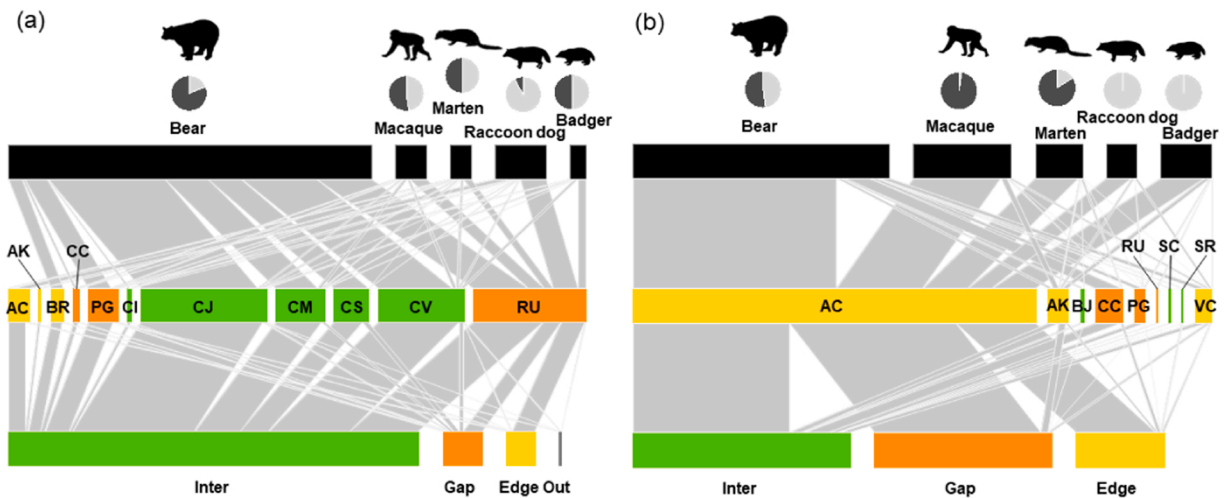 (a)
Bear
Macaque
Marten
Raccoon dog
Badger
AK
CC
AC
BR
PG
CI
CJ
CM
CS
CV
RU
Inter
Gap
Edge
Out
(b)
Bear
Macaque
Marten
Raccoon dog
Badger
RU
SC
SR
AC
AK
BJ
CC
PG
VC
Inter
Gap
Edge